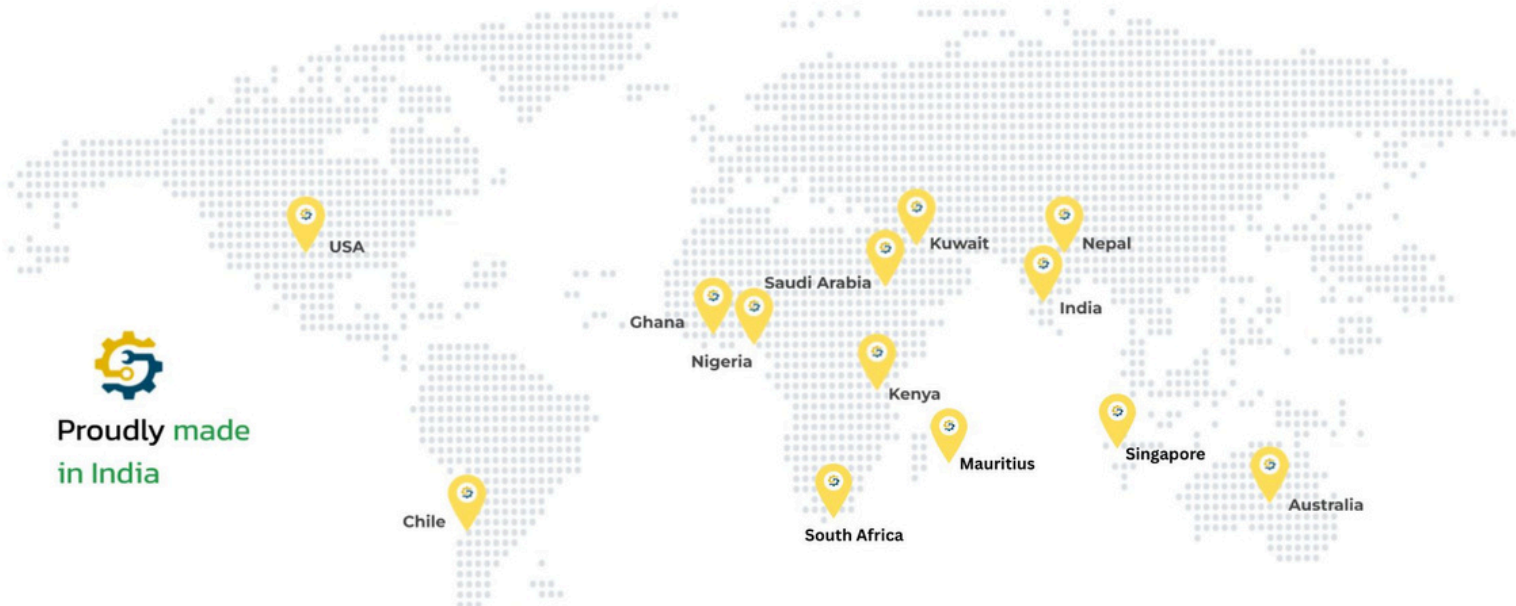 USA
Kuwait
Nepal
Saudi Arabia
India
Ghana
Nigeria
Kenya
Proudly made
in India
Singapore
Mauritius
Australia
Chile
South Africa